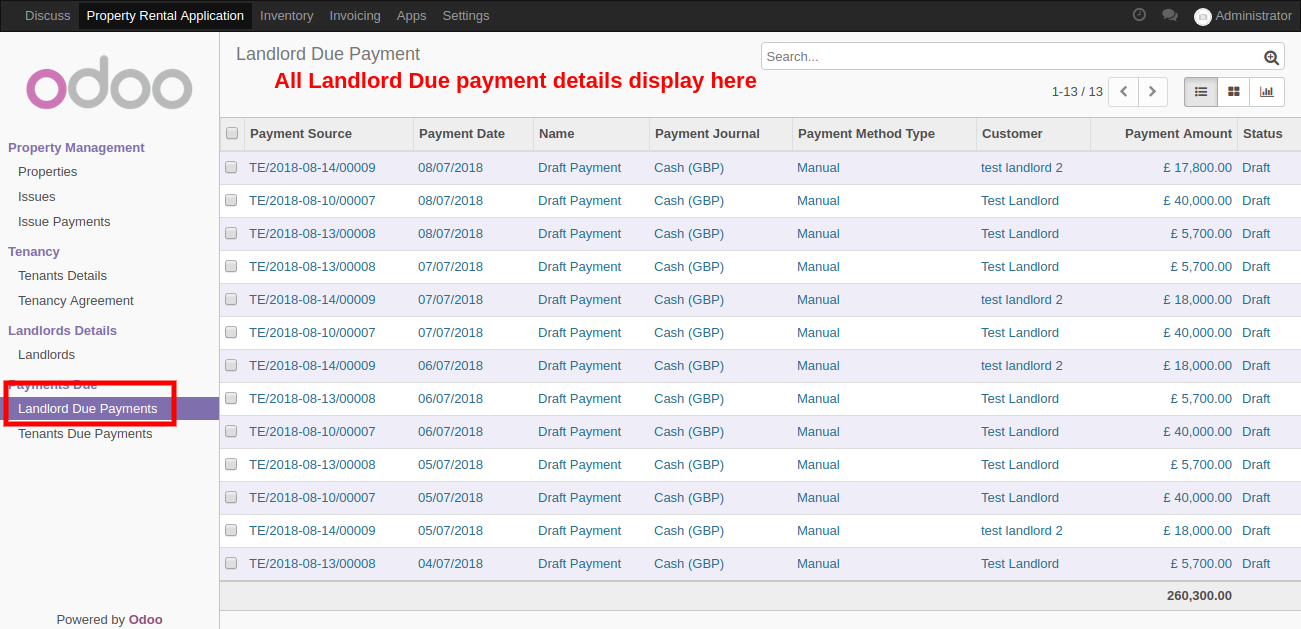 Discuss Property Rental Application Inventory Invoicing Apps Settings Administrator
odoo
Property Management
Properties
Issues
Issue Payments
Tenancy
Tenants Details
Tenancy Agreement
Landlords Details
Landlords
Payments Due
Landlord Due Payments
Tenants Due Payments
Powered by Odoo
Landlord Due Payment
Search...
All Landlord Due payment details display here
1-13 / 13
Payment Source Payment Date Name Payment Journal Payment Method Type Customer Payment Amount Status
TE/2018-08-14/00009 08/07/2018 Draft Payment Cash (GBP) Manual test landlord 2 £ 17,800.00 Draft
TE/2018-08-10/00007 08/07/2018 Draft Payment Cash (GBP) Manual Test Landlord £ 40,000.00 Draft
TE/2018-08-13/00008 08/07/2018 Draft Payment Cash (GBP) Manual Test Landlord £ 5,700.00 Draft
TE/2018-08-13/00008 07/07/2018 Draft Payment Cash (GBP) Manual Test Landlord £ 5,700.00 Draft
TE/2018-08-14/00009 07/07/2018 Draft Payment Cash (GBP) Manual test landlord 2 £ 18,000.00 Draft
TE/2018-08-10/00007 07/07/2018 Draft Payment Cash (GBP) Manual Test Landlord £ 40,000.00 Draft
TE/2018-08-14/00009 06/07/2018 Draft Payment Cash (GBP) Manual test landlord 2 £ 18,000.00 Draft
TE/2018-08-13/00008 06/07/2018 Draft Payment Cash (GBP) Manual Test Landlord £ 5,700.00 Draft
TE/2018-08-10/00007 06/07/2018 Draft Payment Cash (GBP) Manual Test Landlord £ 40,000.00 Draft
TE/2018-08-13/00008 05/07/2018 Draft Payment Cash (GBP) Manual Test Landlord £ 5,700.00 Draft
TE/2018-08-10/00007 05/07/2018 Draft Payment Cash (GBP) Manual Test Landlord £ 40,000.00 Draft
TE/2018-08-14/00009 05/07/2018 Draft Payment Cash (GBP) Manual test landlord 2 £ 18,000.00 Draft
TE/2018-08-13/00008 04/07/2018 Draft Payment Cash (GBP) Manual Test Landlord £ 5,700.00 Draft
260,300.00